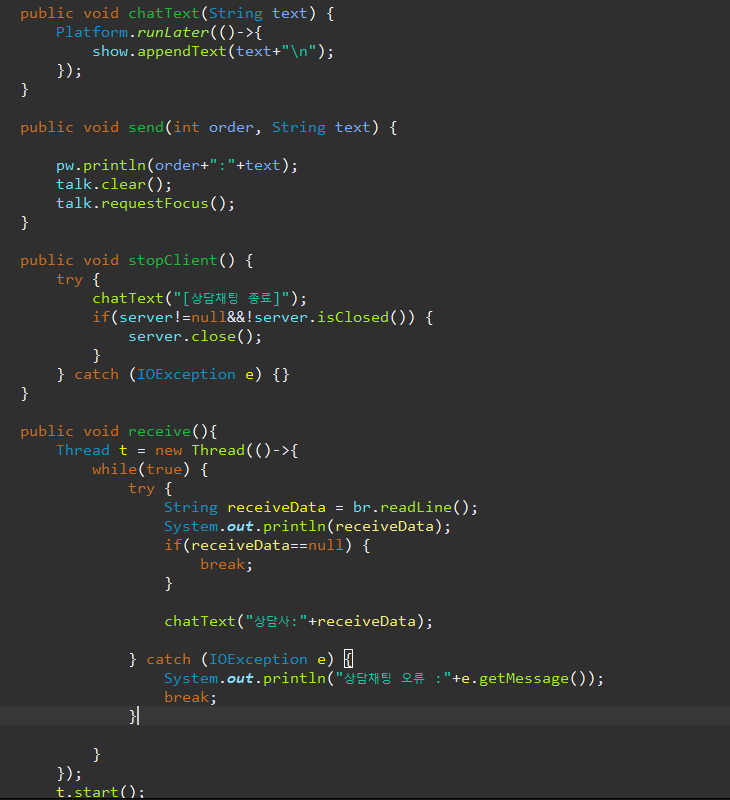 public void chatText(String text) {
Platform.runLater(()->{
show.appendText(text+"\n");
});
}
public void send(int order, String text) {
pw.println(order+":"+text);
talk.clear();
talk.requestFocus();
}
public void stopClient() {
try {
chatText("[상담채팅 종료]");
if(server!=null&&!server.isClosed()) {
server.close();
}
} catch (IOException e) {}
}
public void receive(){
Thread t = new Thread(()->{
while(true) {
try {
String receiveData = br.readLine();
System.out.println(receiveData);
if(receiveData==null) {
break;
}
chatText("상담사:"+receiveData);
} catch (IOException e) {
System.out.println("상담채팅 오류 :"+e.getMessage());
break;
}
}
});
t.start();